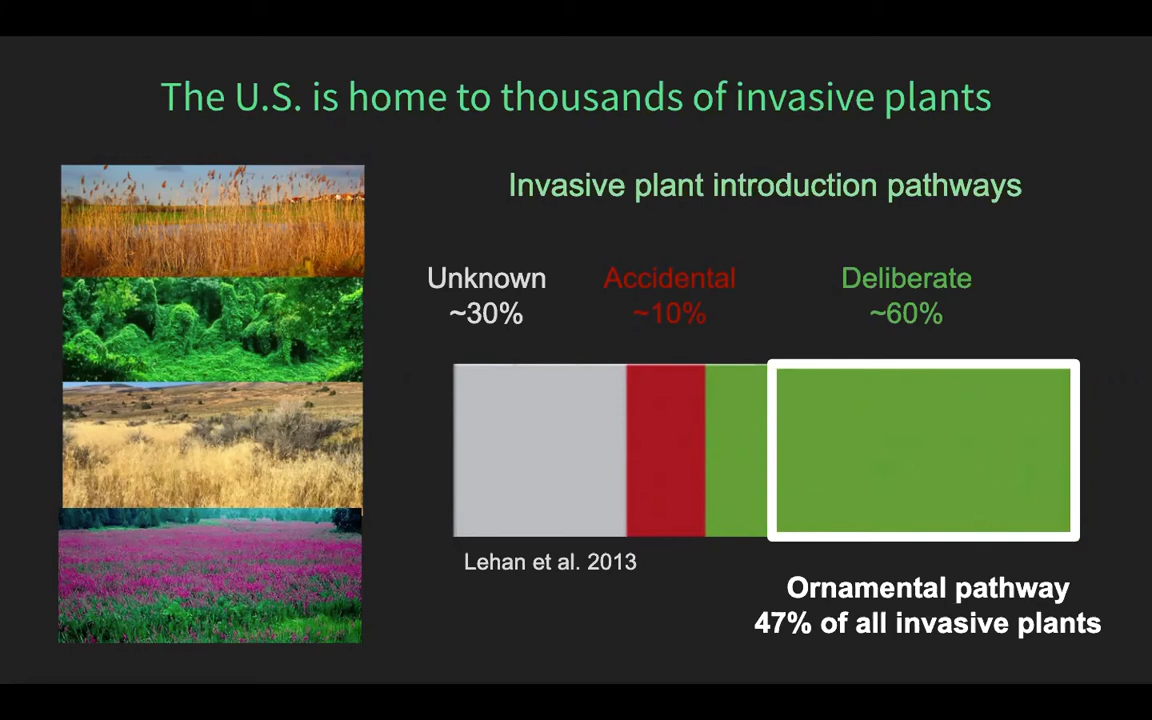 The U.S. is home to thousands of invasive plants
Invasive plant introduction pathways
Unknown
~30%
Accidental
~10%
Deliberate
~60%
Lehan et al. 2013
Ornamental pathway
47% of all invasive plants